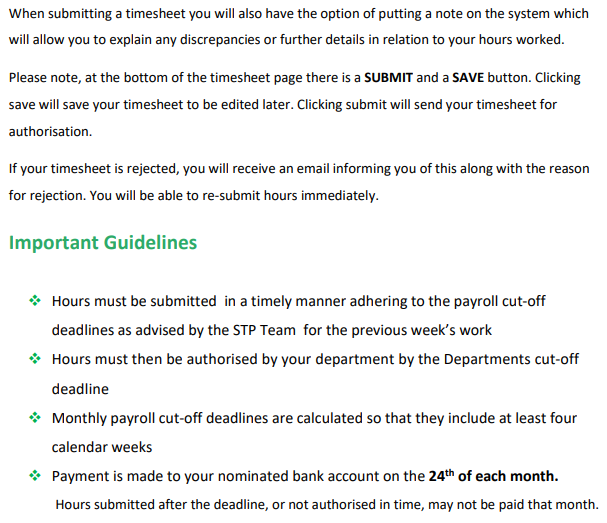 When submitting a timesheet you will also have the option of putting a note on the system which
will allow you to explain any discrepancies or further details in relation to your hours worked.
Please note, at the bottom of the timesheet page there is a SUBMIT and a SAVE button. Clicking
save will save your timesheet to be edited later. Clicking submit will send your timesheet for
authorisation.
If your timesheet is rejected, you will receive an email informing you of this along with the reason
for rejection. You will be able to re-submit hours immediately.
Important Guidelines
❖ Hours must be submitted  in a timely manner adhering to the payroll cut-off
deadlines as advised by the STP Team  for the previous week’s work
❖ Hours must then be authorised by your department by the Departments cut-off
deadline
❖ Monthly payroll cut-off deadlines are calculated so that they include at least four
calendar weeks
❖ Payment is made to your nominated bank account on the 24th of each month.
Hours submitted after the deadline, or not authorised in time, may not be paid that month.